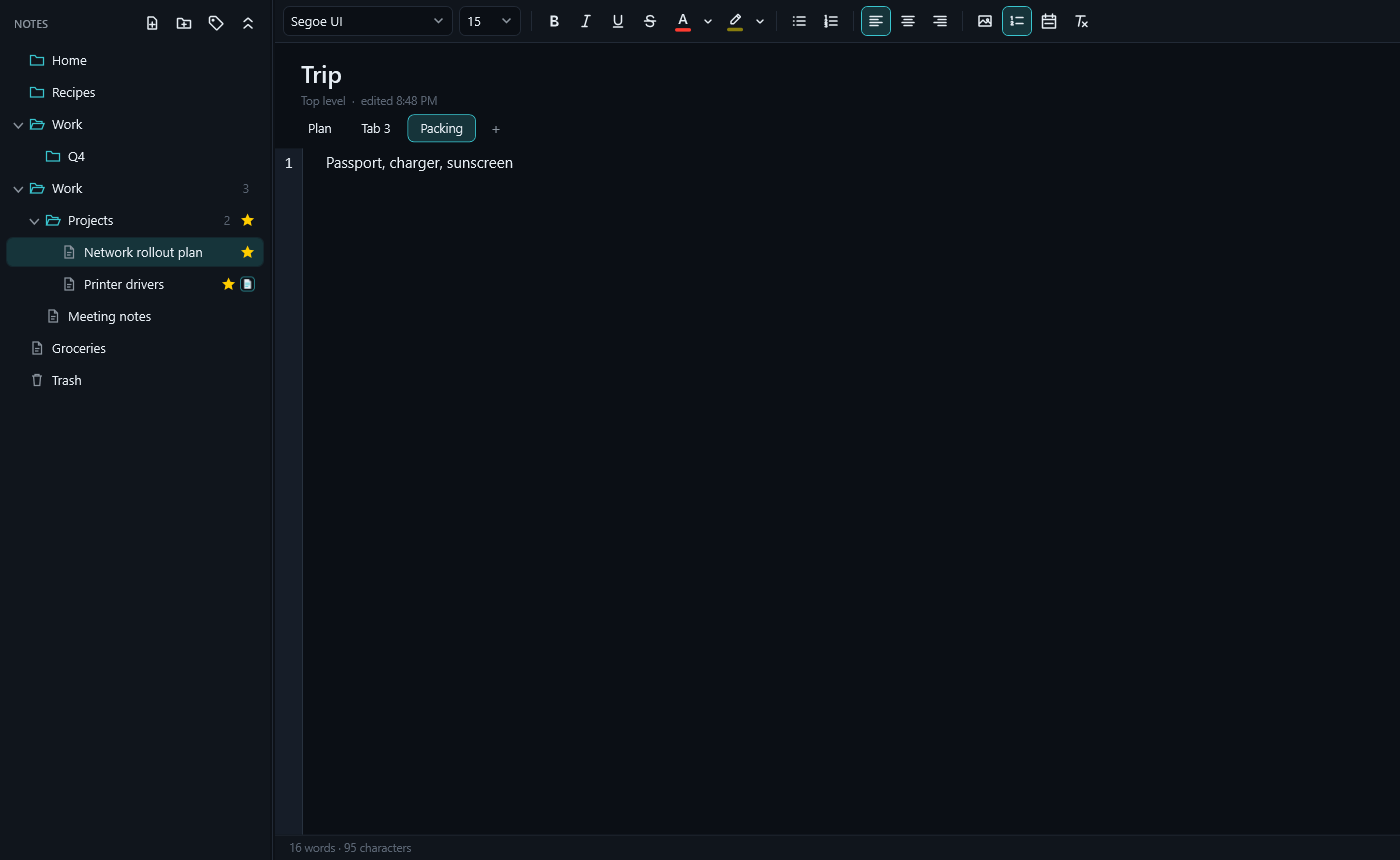 NOTES
Home
Recipes
Work
Q4
Work 3
Projects 2
Network rollout plan
Printer drivers
Meeting notes
Groceries
Trash
Segoe UI 15 B I U S A
Trip
Top level · edited 8:48 PM
Plan Tab 3 Packing +
1 Passport, charger, sunscreen
16 words · 95 characters